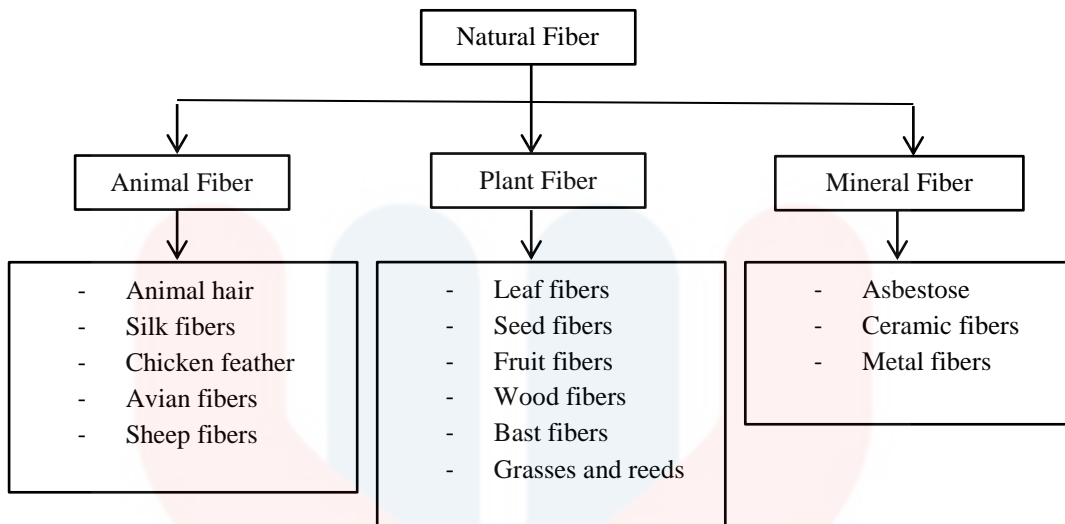 Natural Fiber
Animal Fiber
Plant Fiber
Mineral Fiber
- Animal hair
- Silk fibers
- Chicken feather
- Avian fibers
- Sheep fibers
- Leaf fibers
- Seed fibers
- Fruit fibers
- Wood fibers
- Bast fibers
- Grasses and reeds
- Asbestose
- Ceramic fibers
- Metal fibers